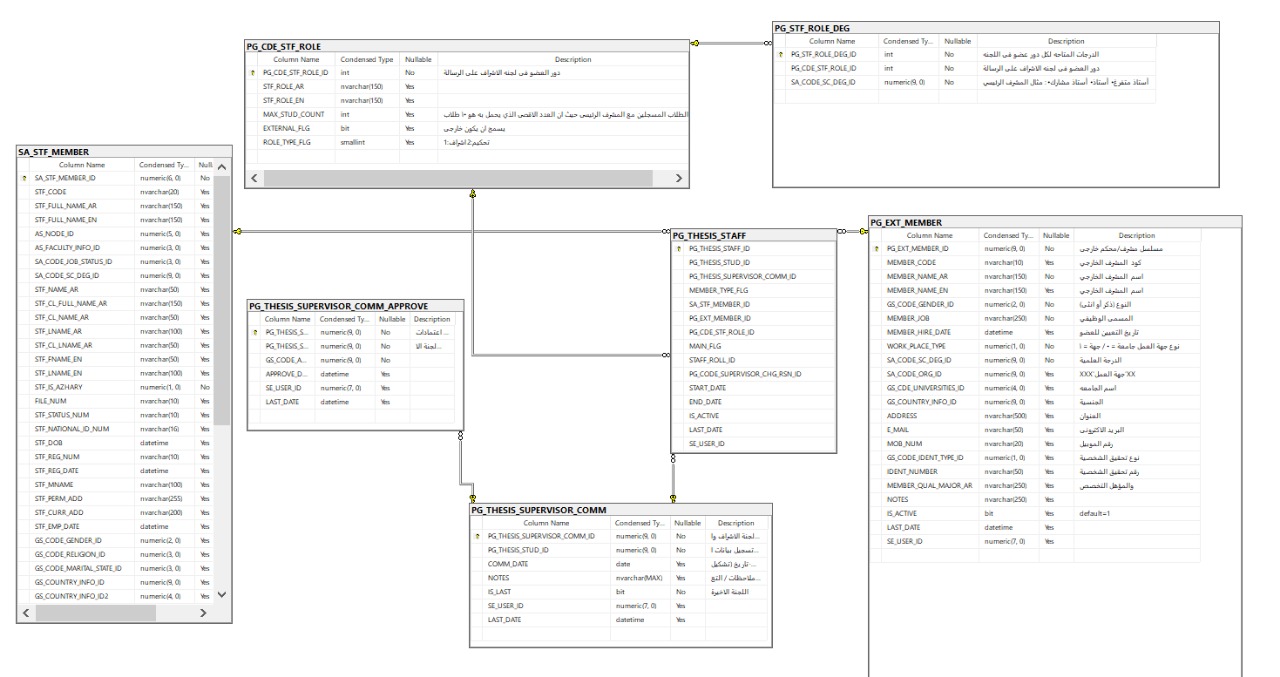 PG_CDE_STF_ROLE
Column Name Condensed Type Nullable Description
PG_CDE_STF_ROLE_ID int No دور العضو فى لجنه الاشراف على الرسالة
STF_ROLE_AR nvarchar(150) Yes
STF_ROLE_EN nvarchar(150) Yes
MAX_STUD_COUNT int Yes الطلاب المسجلين مع المشرف الرئيسى حيث ان العدد الاقصى الذي يحمل به هو ١٠ طلاب
EXTERNAL_FLG bit Yes يسمح ان يكون خارجى
ROLE_TYPE_FLG smallint Yes 1:اشراف2:تحكيم
PG_STF_ROLE_DEG
Column Name Condensed Ty... Nullable Description
PG_STF_ROLE_DEG_ID int No الدرجات المتاحه لكل دور عضو فى اللجنه
PG_CDE_STF_ROLE_ID int No دور العضو فى لجنه الاشراف على الرسالة
SA_CODE_SC_DEG_ID numeric(9, 0) No أستاذ متفرغ• أستاذ• أستاذ مشارك•: مثال المشرف الرئيسي
SA_STF_MEMBER
Column Name Condensed Ty... Null
SA_STF_MEMBER_ID numeric(6, 0) No
STF_CODE nvarchar(20) Yes
STF_FULL_NAME_AR nvarchar(150) Yes
STF_FULL_NAME_EN nvarchar(150) Yes
AS_NODE_ID numeric(5, 0) Yes
AS_FACULTY_INFO_ID numeric(3, 0) Yes
SA_CODE_JOB_STATUS_ID numeric(3, 0) Yes
SA_CODE_SC_DEG_ID numeric(9, 0) Yes
STF_NAME_AR nvarchar(50) Yes
STF_CL_FULL_NAME_AR nvarchar(150) Yes
STF_CL_NAME_AR nvarchar(50) Yes
STF_LNAME_AR nvarchar(100) Yes
STF_CL_LNAME_AR nvarchar(50) Yes
STF_FNAME_EN nvarchar(50) Yes
STF_LNAME_EN nvarchar(100) Yes
STF_IS_AZHARY numeric(1, 0) No
FILE_NUM nvarchar(10) Yes
STF_STATUS_NUM nvarchar(10) Yes
STF_NATIONAL_ID_NUM nvarchar(16) Yes
STF_DOB datetime Yes
STF_REG_NUM nvarchar(10) Yes
STF_REG_DATE datetime Yes
STF_MNAME nvarchar(100) Yes
STF_PERM_ADD nvarchar(255) Yes
STF_CURR_ADD nvarchar(200) Yes
STF_EMP_DATE datetime Yes
GS_CODE_GENDER_ID numeric(2, 0) Yes
GS_CODE_RELIGION_ID numeric(3, 0) Yes
GS_CODE_MARITAL_STATE_ID numeric(3, 0) Yes
GS_COUNTRY_INFO_ID numeric(9, 0) Yes
GS_COUNTRY_INFO_ID2 numeric(4, 0) Yes
PG_THESIS_SUPERVISOR_COMM_APPROVE
Column Name Condensed Ty... Nullable Description
PG_THESIS_S... numeric(9, 0) No اعتمادات ...
PG_THESIS_S... numeric(9, 0) No لجنة الا...
GS_CODE_A... numeric(9, 0) No
APPROVE_D... datetime Yes
SE_USER_ID numeric(7, 0) Yes
LAST_DATE datetime Yes
PG_THESIS_STAFF
PG_THESIS_STAFF_ID
PG_THESIS_STUD_ID
PG_THESIS_SUPERVISOR_COMM_ID
MEMBER_TYPE_FLG
SA_STF_MEMBER_ID
PG_EXT_MEMBER_ID
PG_CDE_STF_ROLE_ID
MAIN_FLG
STAFF_ROLL_ID
PG_CODE_SUPERVISOR_CHG_RSN_ID
START_DATE
END_DATE
IS_ACTIVE
LAST_DATE
SE_USER_ID
PG_EXT_MEMBER
Column Name Condensed Ty... Nullable Description
PG_EXT_MEMBER_ID numeric(9, 0) No مسلسل مشرف/محكم خارجى
MEMBER_CODE nvarchar(10) Yes كود المشرف الخارجي
MEMBER_NAME_AR nvarchar(150) No اسم المشرف الخارجي
MEMBER_NAME_EN nvarchar(150) Yes اسم المشرف الخارجي
GS_CODE_GENDER_ID numeric(2, 0) No النوع (ذكر أو انثى)
MEMBER_JOB nvarchar(250) No المسمى الوظيفي
MEMBER_HIRE_DATE datetime Yes تاريخ التعيين للعضو
WORK_PLACE_TYPE numeric(1, 0) No نوع جهة العمل جامعة = ٠ / جهة = ١
SA_CODE_SC_DEG_ID numeric(9, 0) No الدرجة العلمية
SA_CODE_ORG_ID numeric(9, 0) Yes XXX'جهة العمل'XX
GS_CDE_UNIVERSITIES_ID numeric(4, 0) Yes اسم الجامعه
GS_COUNTRY_INFO_ID numeric(9, 0) Yes الجنسية
ADDRESS nvarchar(500) Yes العنوان
E_MAIL nvarchar(50) Yes البريد الاكترونى
MOB_NUM nvarchar(20) Yes رقم الموبيل
GS_CODE_IDENT_TYPE_ID numeric(1, 0) Yes نوع تحقيق الشخصية
IDENT_NUMBER nvarchar(50) Yes رقم تحقيق الشخصية
MEMBER_QUAL_MAJOR_AR nvarchar(250) Yes والمؤهل التخصص
NOTES nvarchar(250) Yes
IS_ACTIVE bit Yes default=1
LAST_DATE datetime Yes
SE_USER_ID numeric(7, 0) Yes
PG_THESIS_SUPERVISOR_COMM
Column Name Condensed Ty... Nullable Description
PG_THESIS_SUPERVISOR_COMM_ID numeric(9, 0) No لجنة الاشراف وا...
PG_THESIS_STUD_ID numeric(9, 0) No تسجيل بيانات ا...
COMM_DATE date Yes تاريخ (تشكيل...
NOTES nvarchar(MAX) Yes ملاحظات / التع...
IS_LAST bit No اللجنة الاخيرة
SE_USER_ID numeric(7, 0) Yes
LAST_DATE datetime Yes